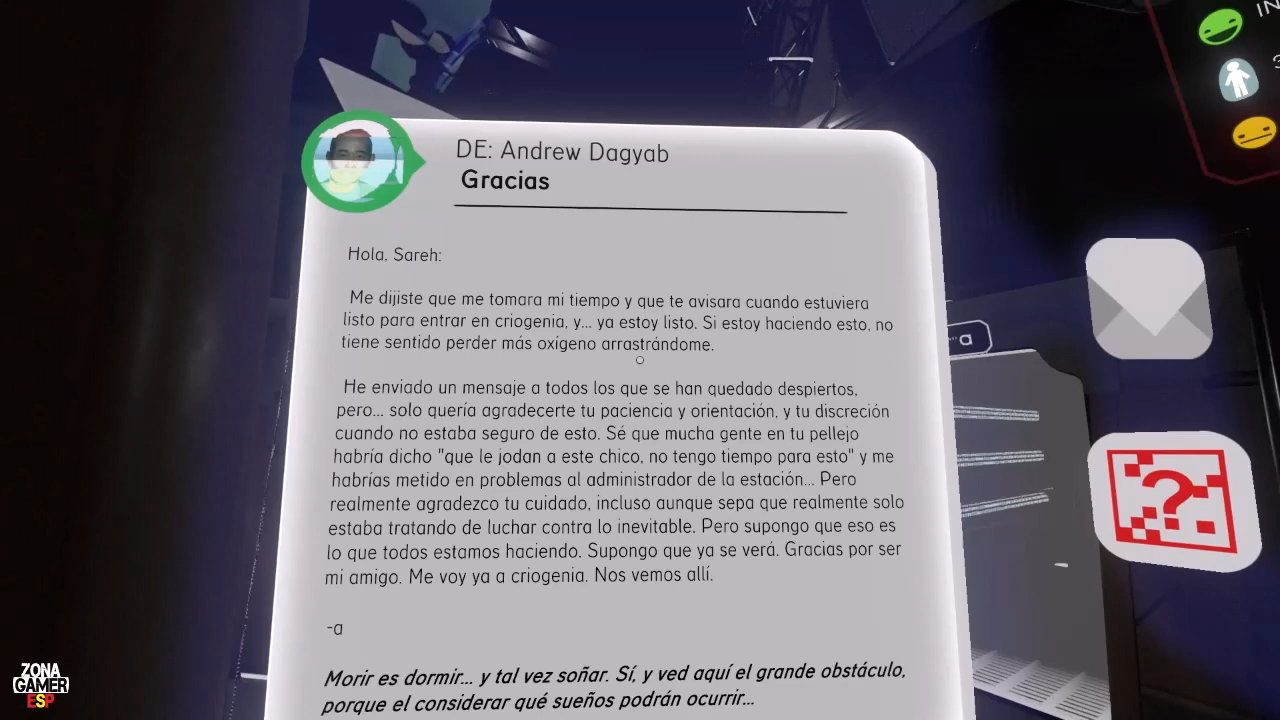 DE: Andrew Dagyab
Gracias
Hola, Sareh:
Me dijiste que me tomara mi tiempo y que te avisara cuando estuviera
listo para entrar en criogenia, y... ya estoy listo. Si estoy haciendo esto, no
tiene sentido perder más oxígeno arrastrándome.
He enviado un mensaje a todos los que se han quedado despiertos,
pero... solo quería agradecerte tu paciencia y orientación, y tu discreción
cuando no estaba seguro de esto. Sé que mucha gente en tu pellejo
habría dicho "que le jodan a este chico, no tengo tiempo para esto" y me
habrías metido en problemas al administrador de la estación... Pero
realmente agradezco tu cuidado, incluso aunque sepa que realmente solo
estaba tratando de luchar contra lo inevitable. Pero supongo que eso es
lo que todos estamos haciendo. Supongo que ya se verá. Gracias por ser
mi amigo. Me voy ya a criogenia. Nos vemos allí.
-a
Morir es dormir... y tal vez soñar. Sí, y ved aquí el grande obstáculo,
porque el considerar qué sueños podrán ocurrir...
IN
...a
?
ZONA
GAMER
ESP